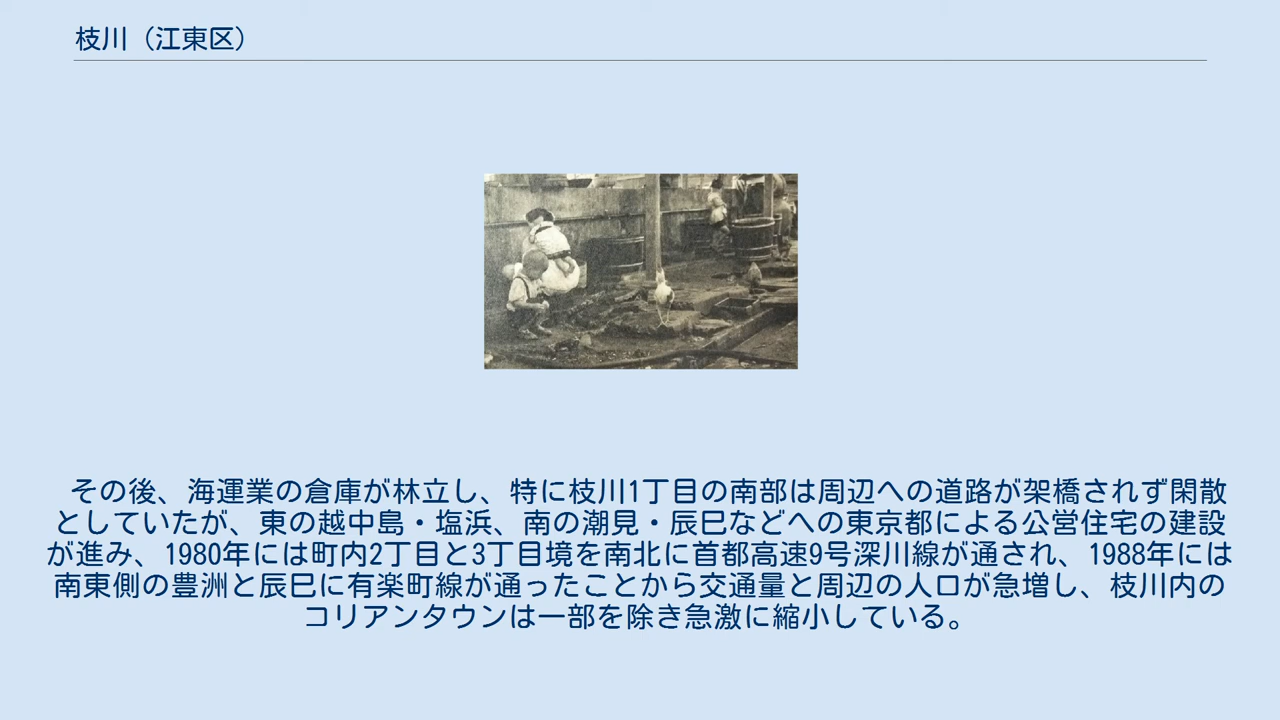 枝川（江東区）
その後、海運業の倉庫が林立し、特に枝川1丁目の南部は周辺への道路が架橋されず閑散
としていたが、東の越中島・塩浜、南の潮見・辰巳などへの東京都による公営住宅の建設
が進み、1980年には町内2丁目と3丁目境を南北に首都高速9号深川線が通され、1988年には
南東側の豊洲と辰巳に有楽町線が通ったことから交通量と周辺の人口が急増し、枝川内の
コリアンタウンは一部を除き急激に縮小している。